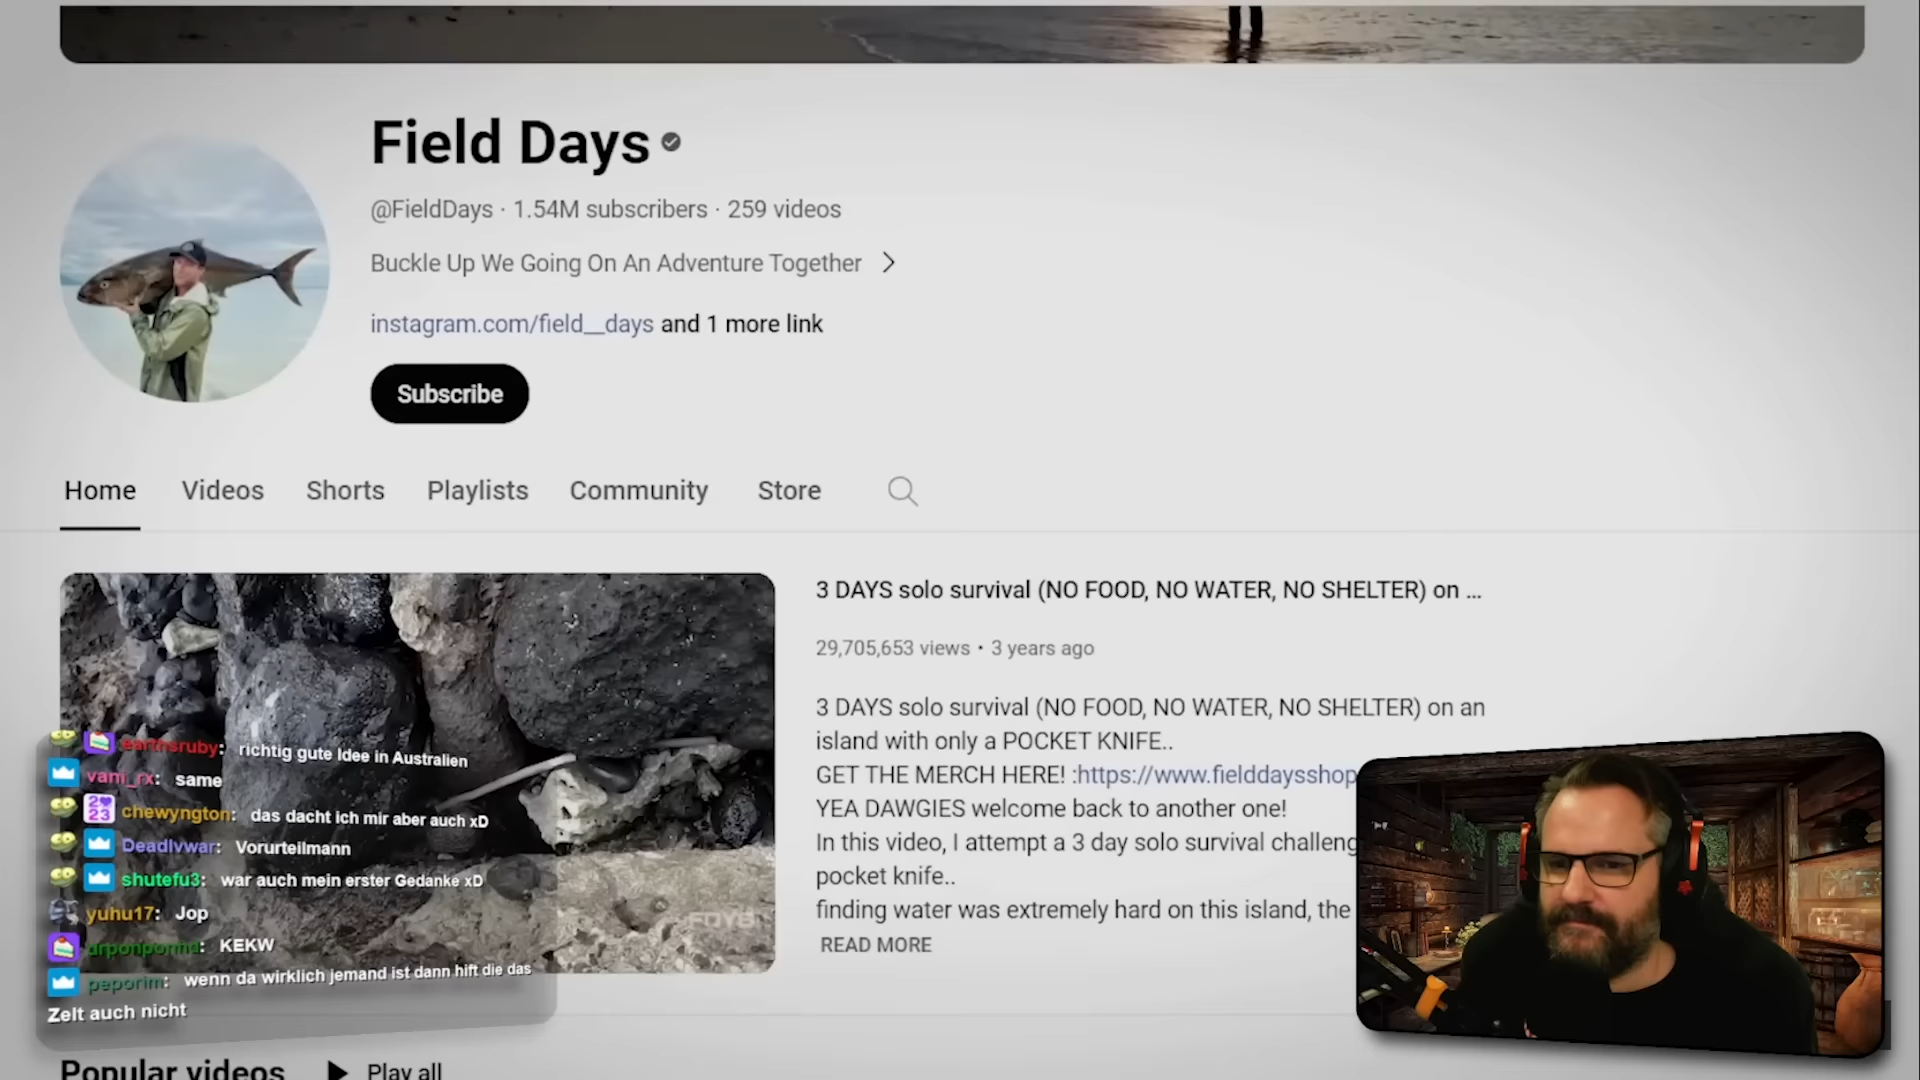 Field Days
@FieldDays · 1.54M subscribers · 259 videos
Buckle Up We Going On An Adventure Together
instagram.com/field__days and 1 more link
Subscribe
Home Videos Shorts Playlists Community Store
3 DAYS solo survival (NO FOOD, NO WATER, NO SHELTER) on ...
29,705,653 views • 3 years ago
3 DAYS solo survival (NO FOOD, NO WATER, NO SHELTER) on an
island with only a POCKET KNIFE..
GET THE MERCH HERE! :https://www.fielddaysshop
YEA DAWGIES welcome back to another one!
In this video, I attempt a 3 day solo survival challeng
pocket knife..
finding water was extremely hard on this island, the
READ MORE
earthsruby: richtig gute Idee in Australien
vami_rx: same
chewyngton: das dacht ich mir aber auch xD
Deadlvwar: Vorurteilmann
shutefu3: war auch mein erster Gedanke xD
yuhu17: Jop
KEKW
peporim: wenn da wirklich jemand ist dann hift die das
Zelt auch nicht
Popular videos Play all